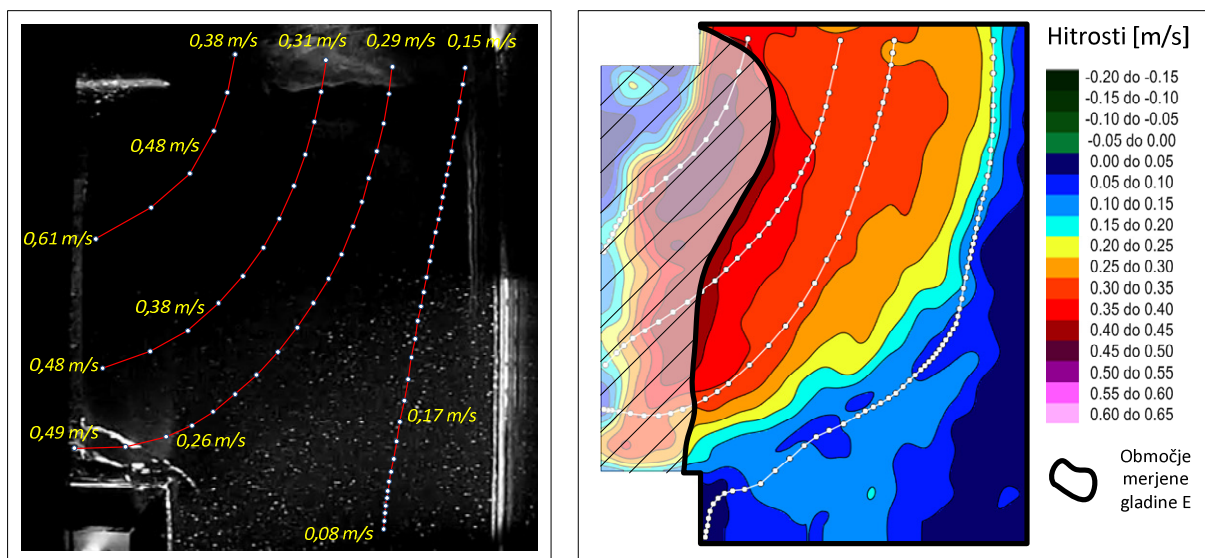 0,38 m/s
0,31 m/s
0,29 m/s
0,15 m/s
0,48 m/s
0,61 m/s
0,38 m/s
0,48 m/s
0,49 m/s
0,26 m/s
0,17 m/s
0,08 m/s
Hitrosti [m/s]
-0.20 do -0.15
-0.15 do -0.10
-0.10 do -0.05
-0.05 do 0.00
0.00 do 0.05
0.05 do 0.10
0.10 do 0.15
0.15 do 0.20
0.20 do 0.25
0.25 do 0.30
0.30 do 0.35
0.35 do 0.40
0.40 do 0.45
0.45 do 0.50
0.50 do 0.55
0.55 do 0.60
0.60 do 0.65
Območje
merjene
gladine E